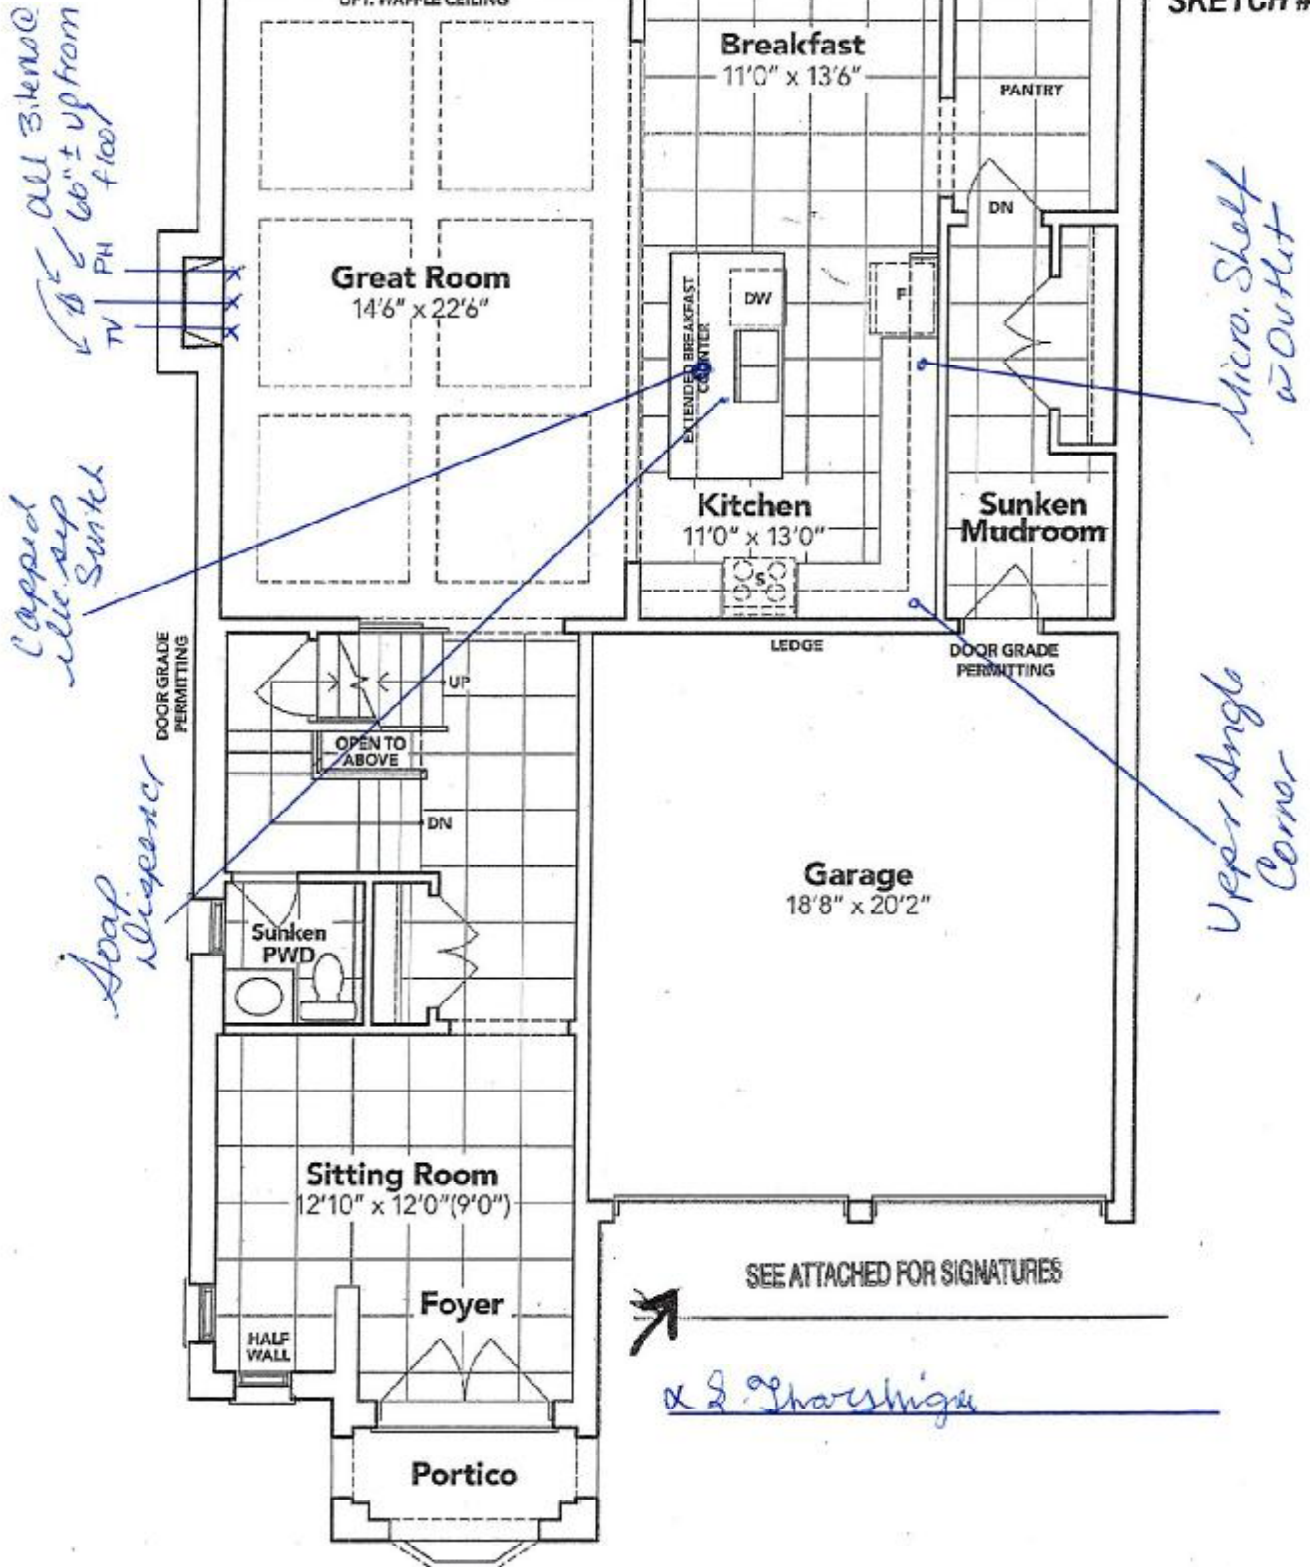 SKETCH #
OPT. WAFFLE CEILING
all 3 items @
66" ± up from
floor
PH
TV
Breakfast
11'0" x 13'6"
PANTRY
DN
Great Room
14'6" x 22'6"
EXTENDED BREAKFAST
COUNTER
DW
F
Micro. Shelf
w Outlet
Capped
elec sep
Switch
Kitchen
11'0" x 13'0"
S
Sunken
Mudroom
LEDGE
DOOR GRADE
PERMITTING
DOOR GRADE
PERMITTING
UP
OPEN TO
ABOVE
DN
Upper Angle
Corner
Soap
Dispenser
Garage
18'8" x 20'2"
Sunken
PWD
Sitting Room
12'10" x 12'0"(9'0")
Foyer
HALF
WALL
SEE ATTACHED FOR SIGNATURES
Portico